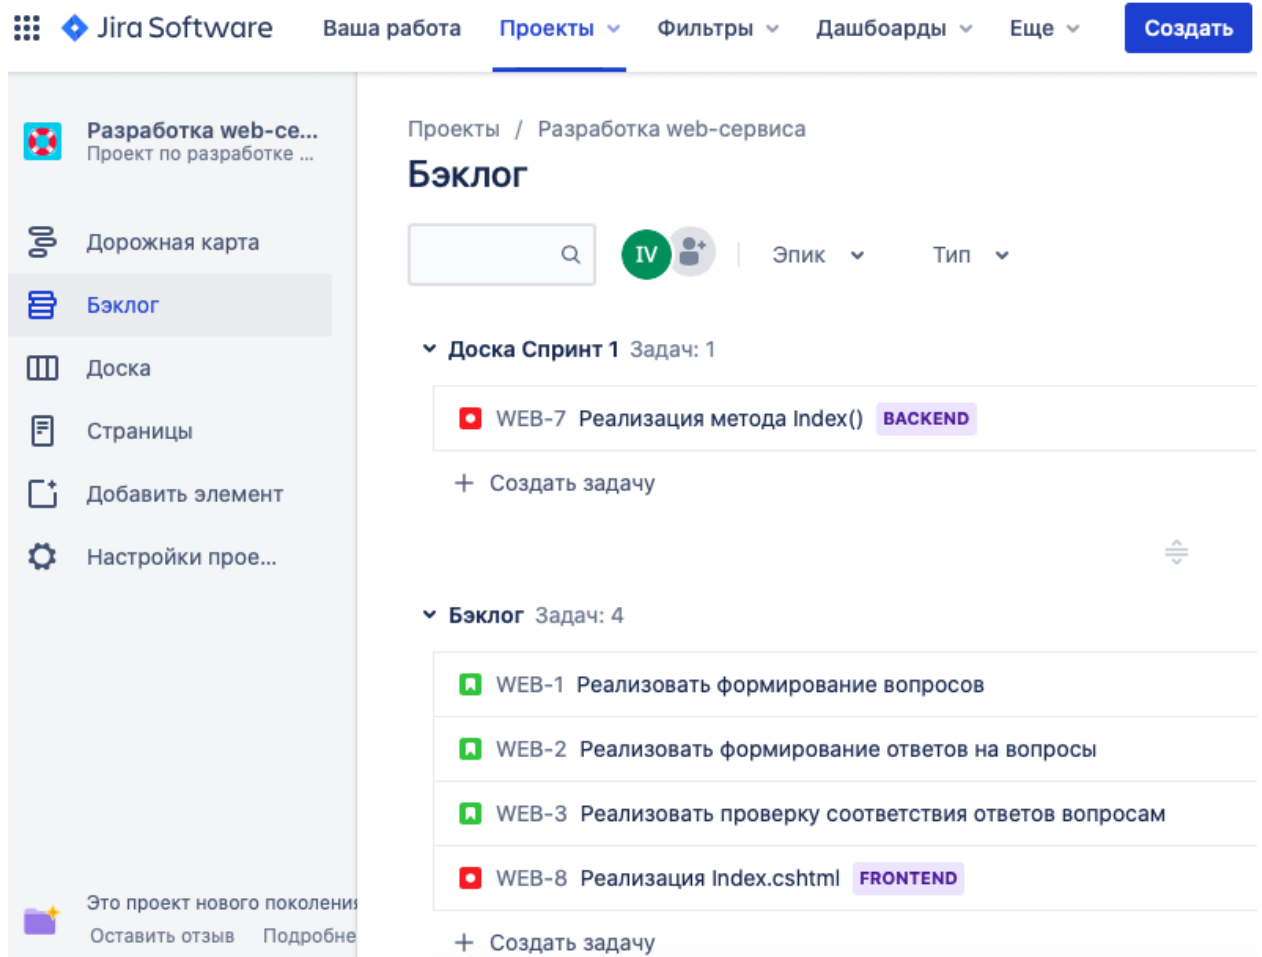 Jira Software Ваша работа Проекты Фильтры Дашбоарды Еще Создать
Разработка web-се...
Проект по разработке ...
Дорожная карта
Бэклог
Доска
Страницы
Добавить элемент
Настройки прое...
Это проект нового поколения
Оставить отзыв Подробне
Проекты / Разработка web-сервиса
Бэклог
IV Эпик Тип
Доска Спринт 1 Задач: 1
WEB-7 Реализация метода Index() BACKEND
+ Создать задачу
Бэклог Задач: 4
WEB-1 Реализовать формирование вопросов
WEB-2 Реализовать формирование ответов на вопросы
WEB-3 Реализовать проверку соответствия ответов вопросам
WEB-8 Реализация Index.cshtml FRONTEND
+ Создать задачу